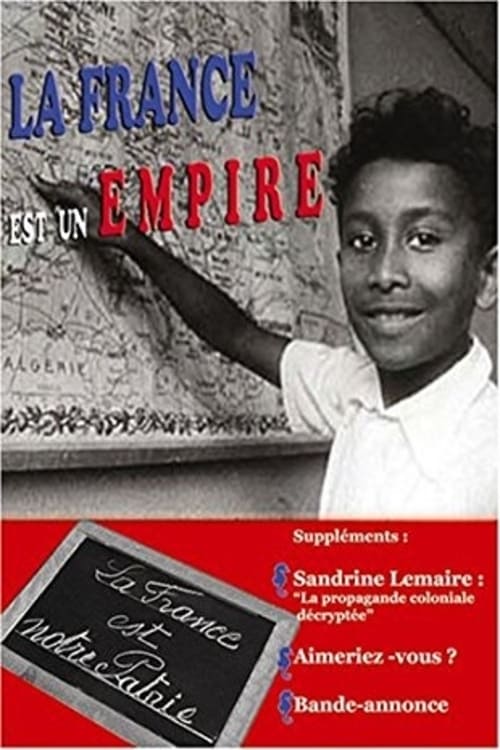 LA FRANCE
EST UN EMPIRE
ALGÉRIE
Suppléments :
Sandrine Lemaire :
"La propagande coloniale
décryptée"
Aimeriez -vous ?
Bande-annonce
La France
est
notre Patrie